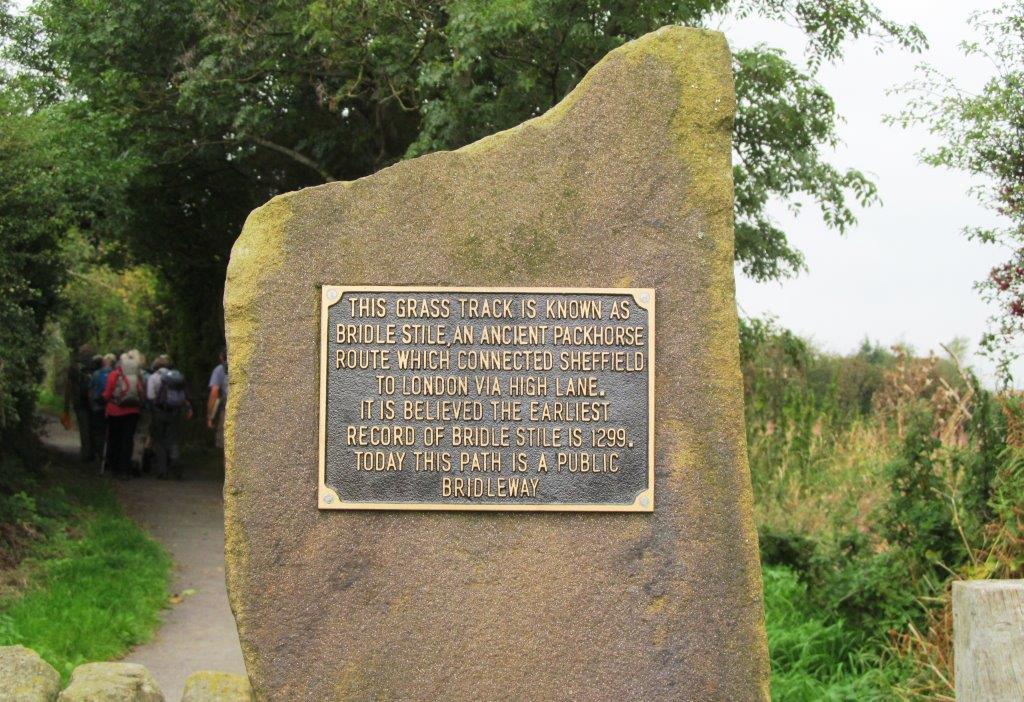 THIS GRASS TRACK IS KNOWN AS
BRIDLE STILE, AN ANCIENT PACKHORSE
ROUTE WHICH CONNECTED SHEFFIELD
TO LONDON VIA HIGH LANE.
IT IS BELIEVED THE EARLIEST
RECORD OF BRIDLE STILE IS 1299.
TODAY THIS PATH IS A PUBLIC
BRIDLEWAY